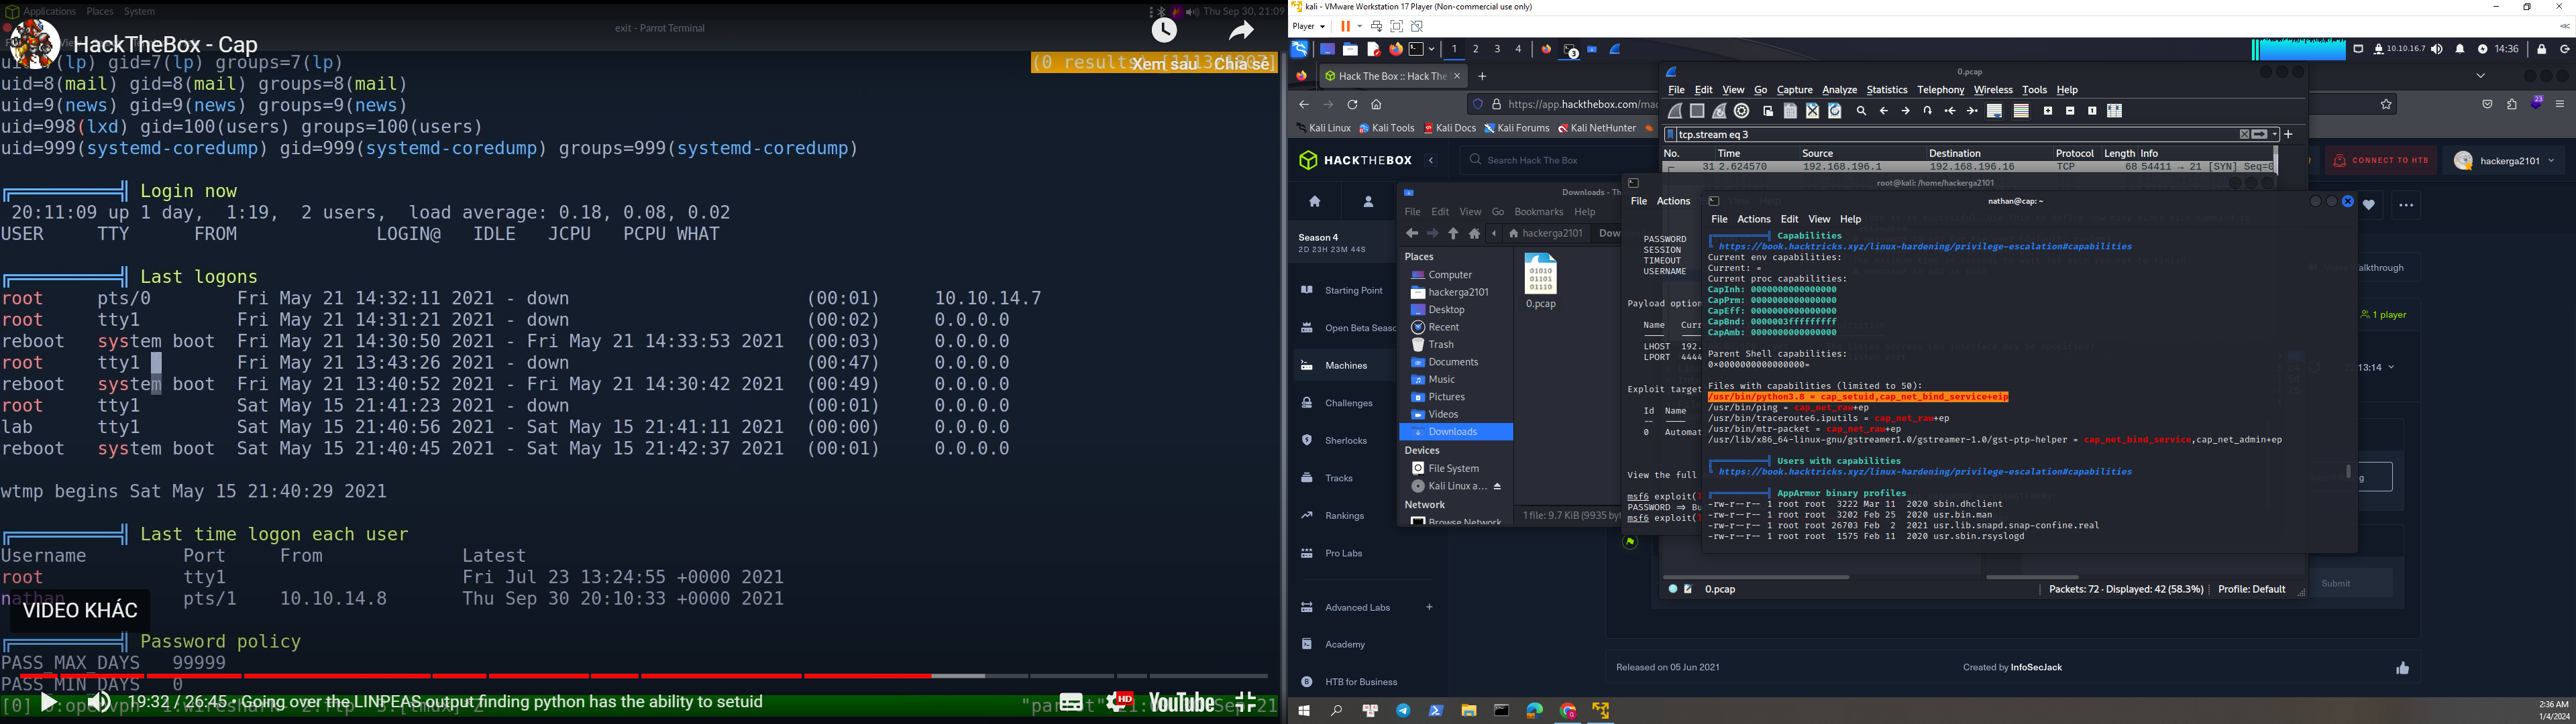 Applications Places System
Thu Sep 30, 21:09
exit - Parrot Terminal
HackTheBox - Cap
Xem sau
Chia sẻ
(lp) gid=7(lp) groups=7(lp)
(0 results) [1113/1807]
uid=8(mail) gid=8(mail) groups=8(mail)
uid=9(news) gid=9(news) groups=9(news)
uid=998(lxd) gid=100(users) groups=100(users)
uid=999(systemd-coredump) gid=999(systemd-coredump) groups=999(systemd-coredump)
Login now
20:11:09 up 1 day, 1:19, 2 users, load average: 0.18, 0.08, 0.02
USER TTY FROM LOGIN@ IDLE JCPU PCPU WHAT
Last logons
root pts/0 Fri May 21 14:32:11 2021 - down (00:01) 10.10.14.7
root tty1 Fri May 21 14:31:21 2021 - down (00:02) 0.0.0.0
reboot system boot Fri May 21 14:30:50 2021 - Fri May 21 14:33:53 2021 (00:03) 0.0.0.0
root tty1 Fri May 21 13:43:26 2021 - down (00:47) 0.0.0.0
reboot system boot Fri May 21 13:40:52 2021 - Fri May 21 14:30:42 2021 (00:49) 0.0.0.0
root tty1 Sat May 15 21:41:23 2021 - down (00:01) 0.0.0.0
lab tty1 Sat May 15 21:40:56 2021 - Sat May 15 21:41:11 2021 (00:00) 0.0.0.0
reboot system boot Sat May 15 21:40:45 2021 - Sat May 15 21:42:37 2021 (00:01) 0.0.0.0
wtmp begins Sat May 15 21:40:29 2021
Last time logon each user
Username Port From Latest
root tty1 Fri Jul 23 13:24:55 +0000 2021
nathan pts/1 10.10.14.8 Thu Sep 30 20:10:33 +0000 2021
VIDEO KHÁC
Password policy
PASS_MAX_DAYS 99999
PASS_MIN_DAYS 0
19:32 / 26:45 • Going over the LINPEAS output finding python has the ability to setuid
HD
YouTube
kali - VMware Workstation 17 Player (Non-commercial use only)
Player
1 2 3 4
3
10.10.16.7
14:36
Hack The Box :: Hack The
https://app.hackthebox.com/mac
23
Kali Linux
Kali Tools
Kali Docs
Kali Forums
Kali NetHunter
HACKTHEBOX
Search Hack The Box
CONNECT TO HTB
hackerga2101
Season 4
2D 23H 23M 44S
Starting Point
Open Beta Seaso
Machines
Challenges
Sherlocks
Tracks
Rankings
Pro Labs
Advanced Labs +
Academy
HTB for Business
Walkthrough
1 player
Submit
Released on 05 Jun 2021
Created by InfoSecJack
0.pcap
File Edit View Go Capture Analyze Statistics Telephony Wireless Tools Help
tcp.stream eq 3
No. Time Source Destination Protocol Length Info
31 2.624570 192.168.196.1 192.168.196.16 TCP 68 54411 → 21 [SYN] Seq=0
0.pcap
Packets: 72 · Displayed: 42 (58.3%)
Profile: Default
Downloads - Th
File Edit View Go Bookmarks Help
hackerga2101
Dow
Places
Computer
hackerga2101
Desktop
Recent
Trash
Documents
Music
Pictures
Videos
Downloads
Devices
File System
Kali Linux a...
Network
Browse Network
01010
01101
01110
0.pcap
1 file: 9.7 KiB (9935 byt
root@kali: /home/hackerga2101
File Actions
PASSWORD
SESSION
TIMEOUT
USERNAME
Payload option
Name Curr
LHOST 192.
LPORT 4444
Exploit target
Id Name
0 Automat
View the full
msf6 exploit(
PASSWORD => Bu
msf6 exploit(
nathan@cap: ~
File Actions Edit View Help
Capabilities
https://book.hacktricks.xyz/linux-hardening/privilege-escalation#capabilities
Current env capabilities:
Current: =
Current proc capabilities:
CapInh: 0000000000000000
CapPrm: 0000000000000000
CapEff: 0000000000000000
CapBnd: 0000003fffffffff
CapAmb: 0000000000000000
Parent Shell capabilities:
0×0000000000000000=
Files with capabilities (limited to 50):
/usr/bin/python3.8 = cap_setuid,cap_net_bind_service+eip
/usr/bin/ping = cap_net_raw+ep
/usr/bin/traceroute6.iputils = cap_net_raw+ep
/usr/bin/mtr-packet = cap_net_raw+ep
/usr/lib/x86_64-linux-gnu/gstreamer1.0/gstreamer-1.0/gst-ptp-helper = cap_net_bind_service,cap_net_admin+ep
Users with capabilities
https://book.hacktricks.xyz/linux-hardening/privilege-escalation#capabilities
AppArmor binary profiles
-rw-r--r-- 1 root root 3222 Mar 11 2020 sbin.dhclient
-rw-r--r-- 1 root root 3202 Feb 25 2020 usr.bin.man
-rw-r--r-- 1 root root 26703 Feb 2 2021 usr.lib.snapd.snap-confine.real
-rw-r--r-- 1 root root 1575 Feb 11 2020 usr.sbin.rsyslogd
2:36 AM
1/4/2024